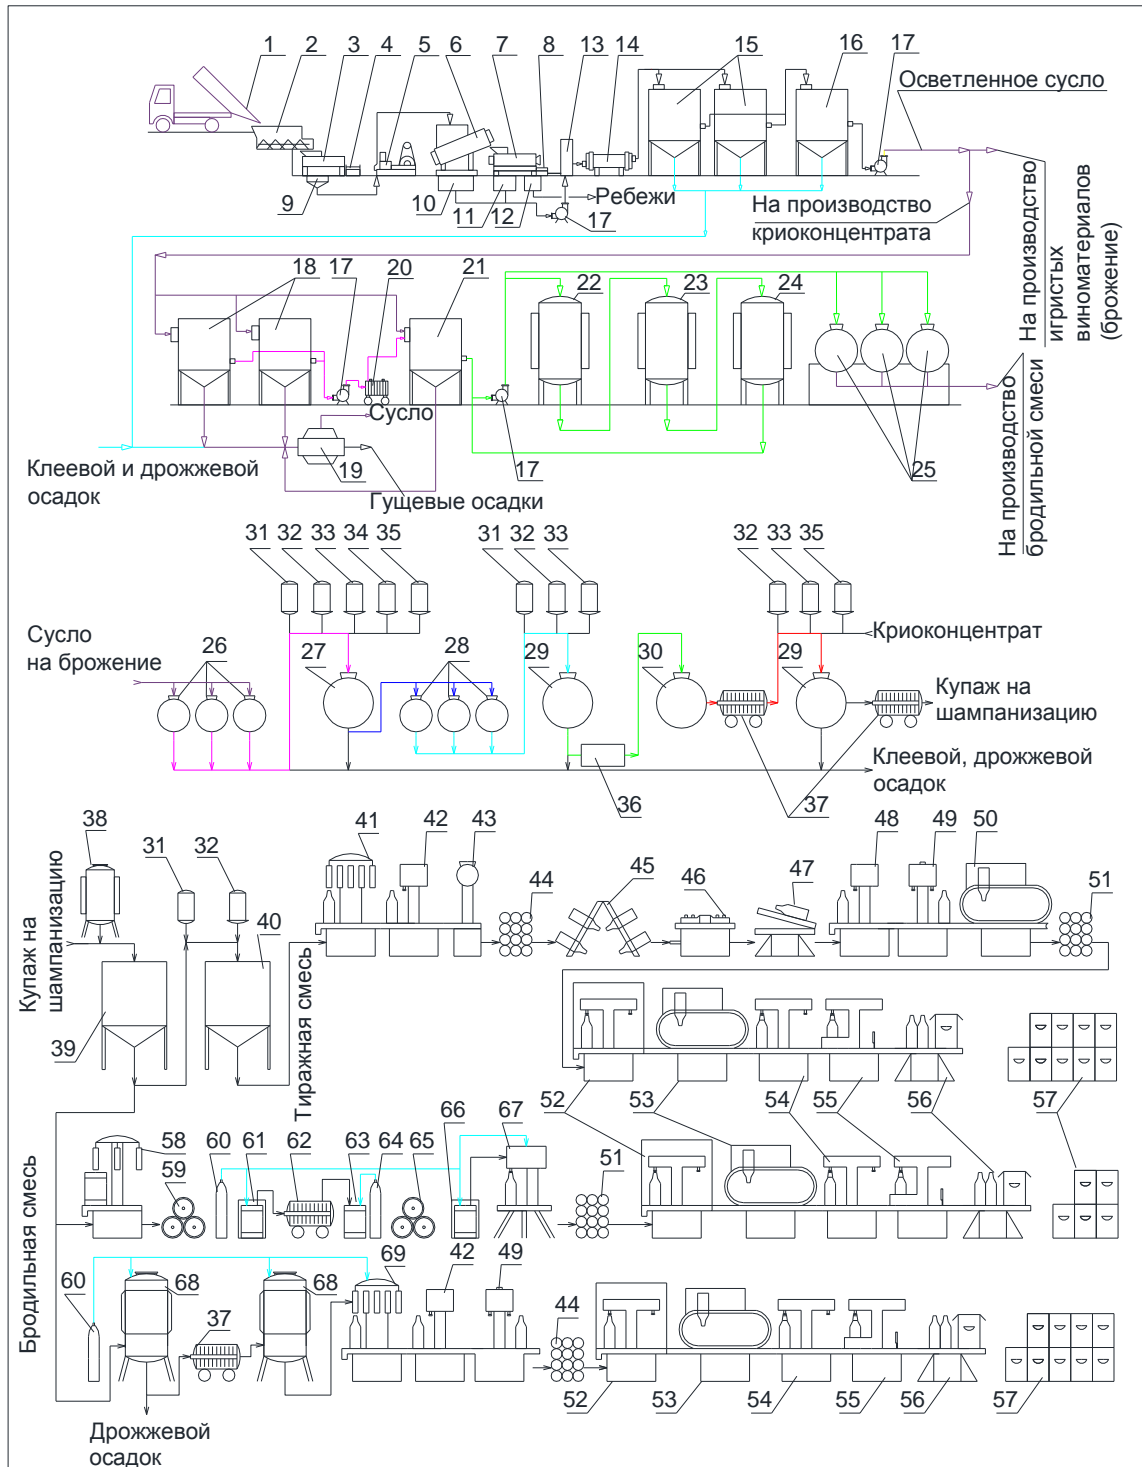 1 2 3 4 5 6 7 8 13 14 15 16 17
Осветленное сусло
9 10 11 12 17
Ребежи
На производство
криоконцентрата
На производство
игристых
виноматериалов
(брожение)
18 17 20 21 22 23 24
Сусло
19 17 25
Клеевой и дрожжевой
осадок
Гущевые осадки
На производство
бродильной смеси
31 32 33 34 35 31 32 33 32 33 35
Криоконцентрат
Сусло
на брожение
26 27 28 29 30 29
Купаж на
шампанизацию
Клеевой, дрожжевой
осадок
36 37
38 31 32 41 42 43 44 45 46 47 48 49 50 51
Купаж на
шампанизацию
40
39
Тиражная смесь
52 53 54 55 56 57
Бродильная смесь
58 59 60 61 62 63 64 65 66 67 51
60 68 37 68 69 42 49 44
52 53 54 55 56 57
Дрожжевой
осадок